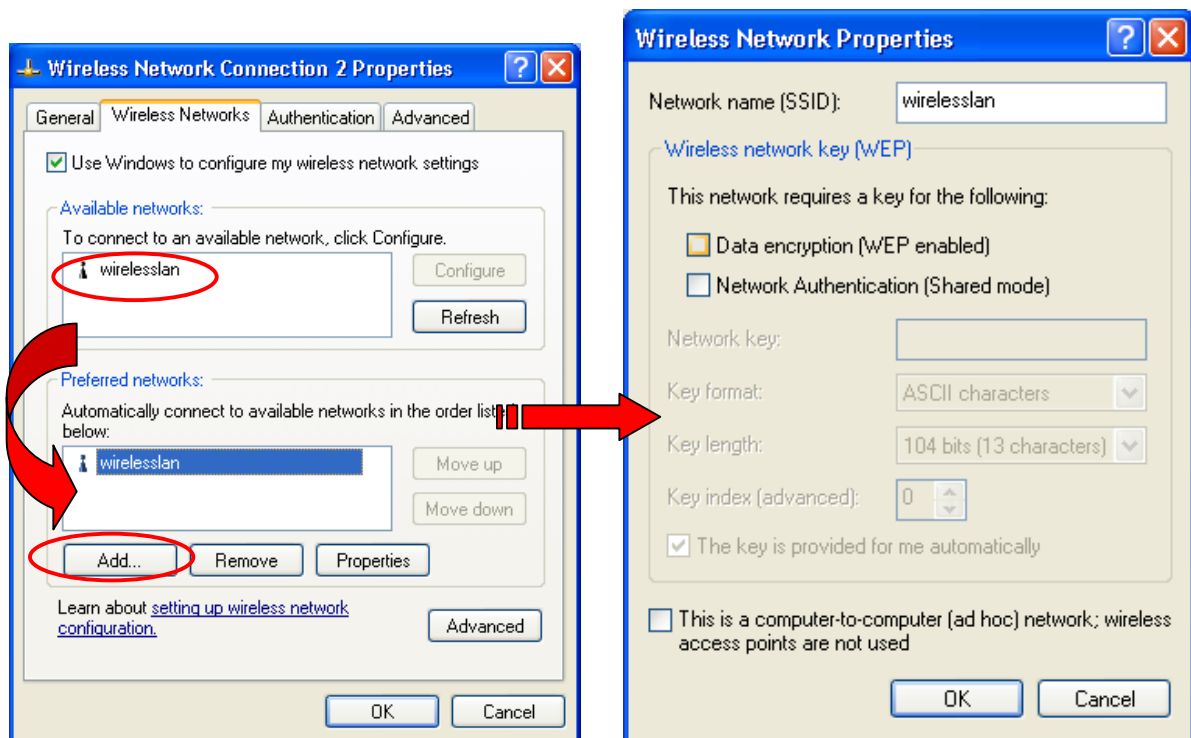 Wireless Network Connection 2 Properties
General Wireless Networks Authentication Advanced
Use Windows to configure my wireless network settings
Available networks:
To connect to an available network, click Configure.
wirelesslan
Configure
Refresh
Preferred networks:
Automatically connect to available networks in the order
below:
wirelesslan
Move up
Move down
Add... Remove Properties
Learn about setting up wireless network
configuration.
Advanced
OK Cancel
Wireless Network Properties
Network name (SSID): wirelesslan
Wireless network key (WEP)
This network requires a key for the following:
Data encryption (WEP enabled)
Network Authentication (Shared mode)
Network key:
Key format: ASCII characters
Key length: 104 bits (13 characters)
Key index (advanced): 0
The key is provided for me automatically
This is a computer-to-computer (ad hoc) network; wireless
access points are not used
OK Cancel